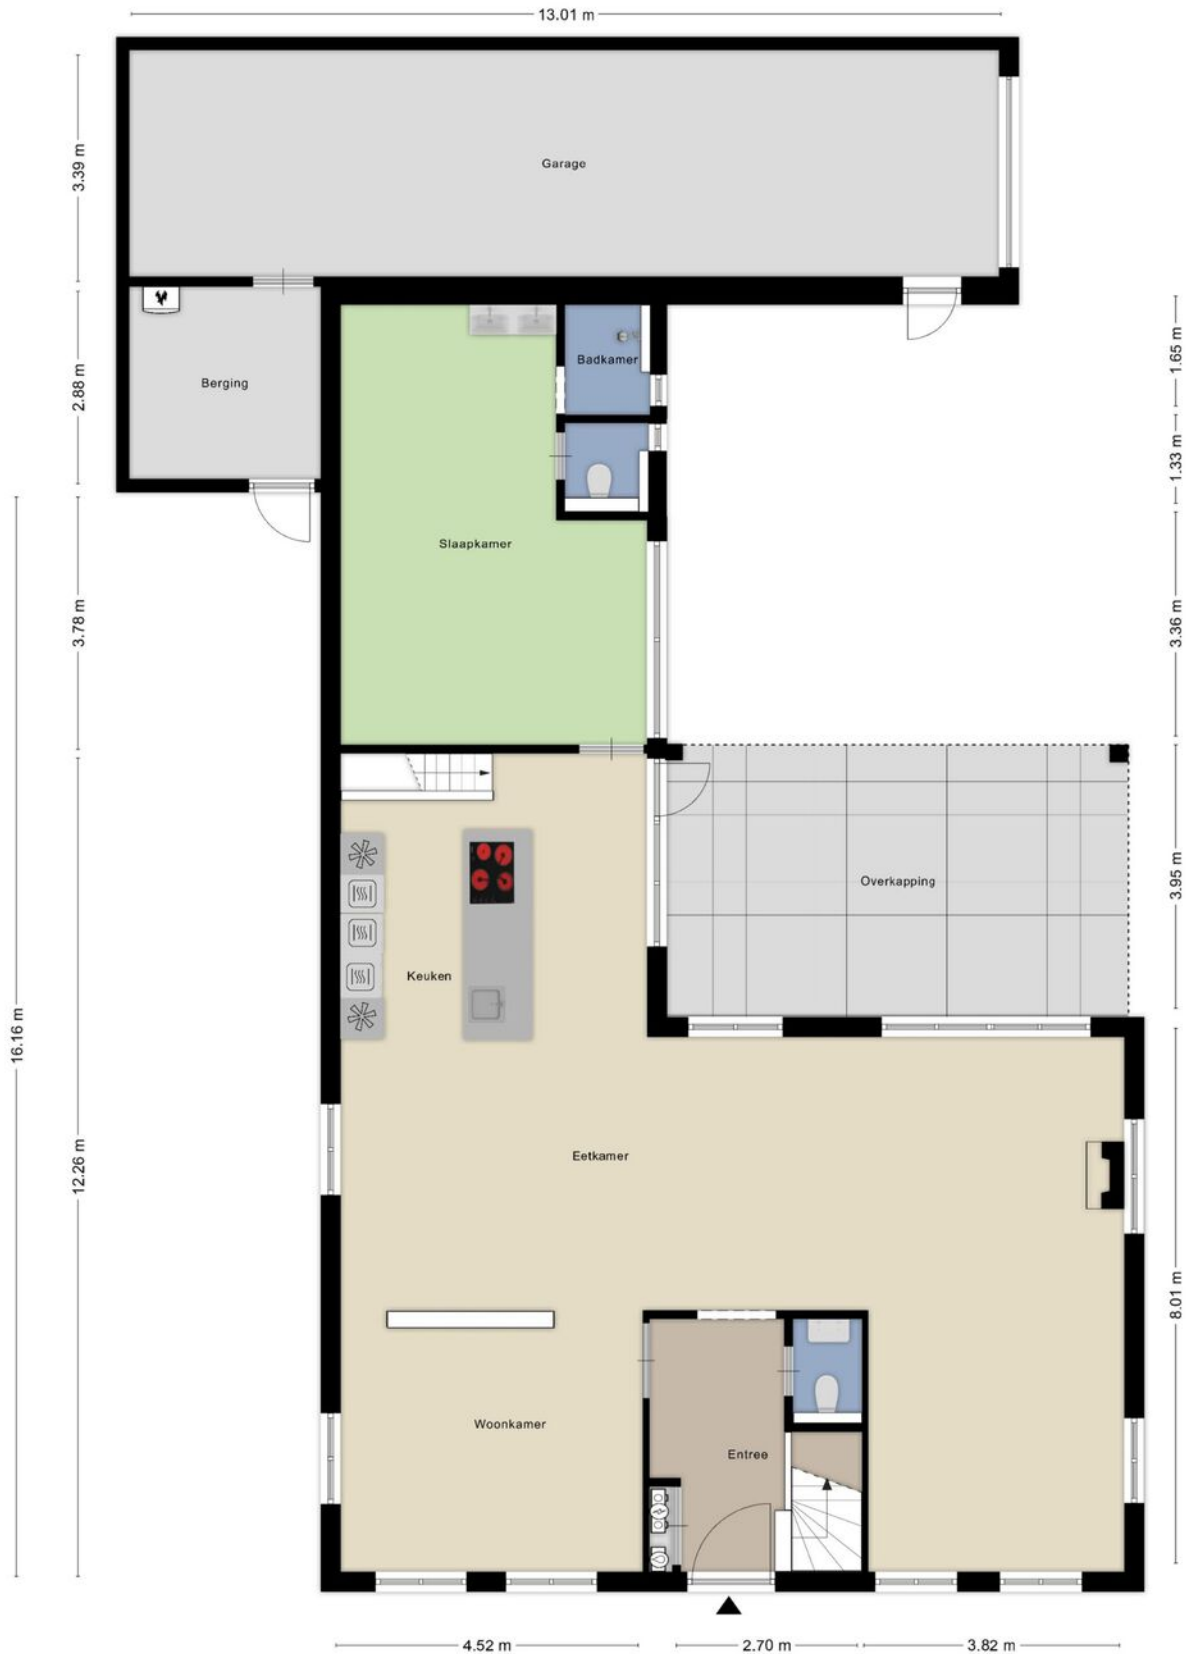 13.01 m
3.39 m
Garage
2.88 m
Berging
Badkamer
1.65 m
1.33 m
Slaapkamer
3.78 m
3.36 m
Overkapping
3.95 m
Keuken
16.16 m
12.26 m
Eetkamer
8.01 m
Woonkamer
Entree
4.52 m
2.70 m
3.82 m